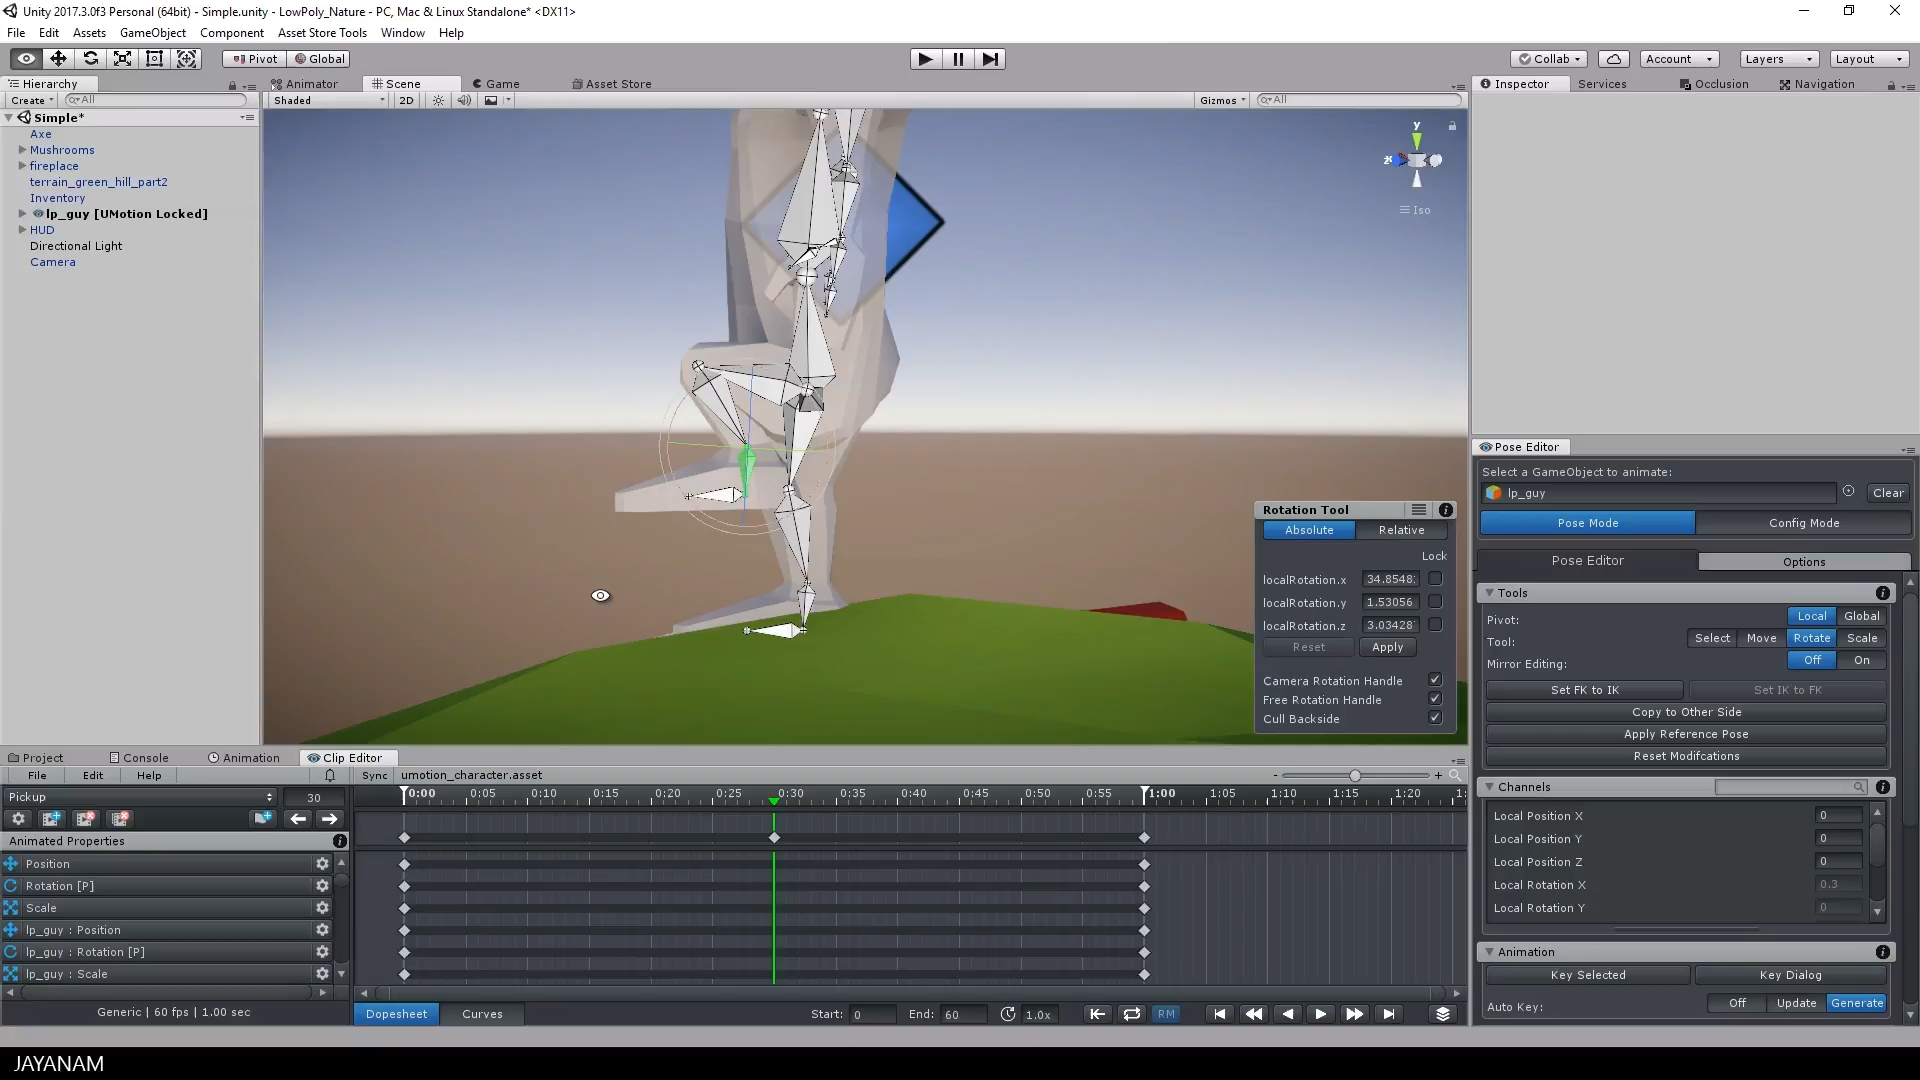 Unity 2017.3.0f3 Personal (64bit) - Simple.unity - LowPoly_Nature - PC, Mac & Linux Standalone* <DX11>
File Edit Assets GameObject Component Asset Store Tools Window Help
Pivot Global Collab Account Layers Layout
Hierarchy Animator Scene Game Asset Store Inspector Services Occlusion Navigation
Create All Shaded 2D Gizmos All
Simple*
Axe
Mushrooms
fireplace
terrain_green_hill_part2
Inventory
lp_guy [UMotion Locked]
HUD
Directional Light
Camera
y
z
Iso
Rotation Tool
Absolute Relative
Lock
localRotation.x 34.8548
localRotation.y 1.53056
localRotation.z 3.03428
Reset Apply
Camera Rotation Handle
Free Rotation Handle
Cull Backside
Pose Editor
Select a GameObject to animate:
lp_guy Clear
Pose Mode Config Mode
Pose Editor Options
Tools
Pivot: Local Global
Tool: Select Move Rotate Scale
Mirror Editing: Off On
Set FK to IK Set IK to FK
Copy to Other Side
Apply Reference Pose
Reset Modifcations
Channels
Local Position X 0
Local Position Y 0
Local Position Z 0
Local Rotation X 0.3
Local Rotation Y 0
Animation
Key Selected Key Dialog
Auto Key: Off Update Generate
Project Console Animation Clip Editor
File Edit Help Sync umotion_character.asset - +
Pickup 30 0:00 0:05 0:10 0:15 0:20 0:25 0:30 0:35 0:40 0:45 0:50 0:55 1:00 1:05 1:10 1:15 1:20 1:
Animated Properties
Position
Rotation [P]
Scale
lp_guy : Position
lp_guy : Rotation [P]
lp_guy : Scale
Generic | 60 fps | 1.00 sec Dopesheet Curves Start: 0 End: 60 1.0x RM
JAYANAM